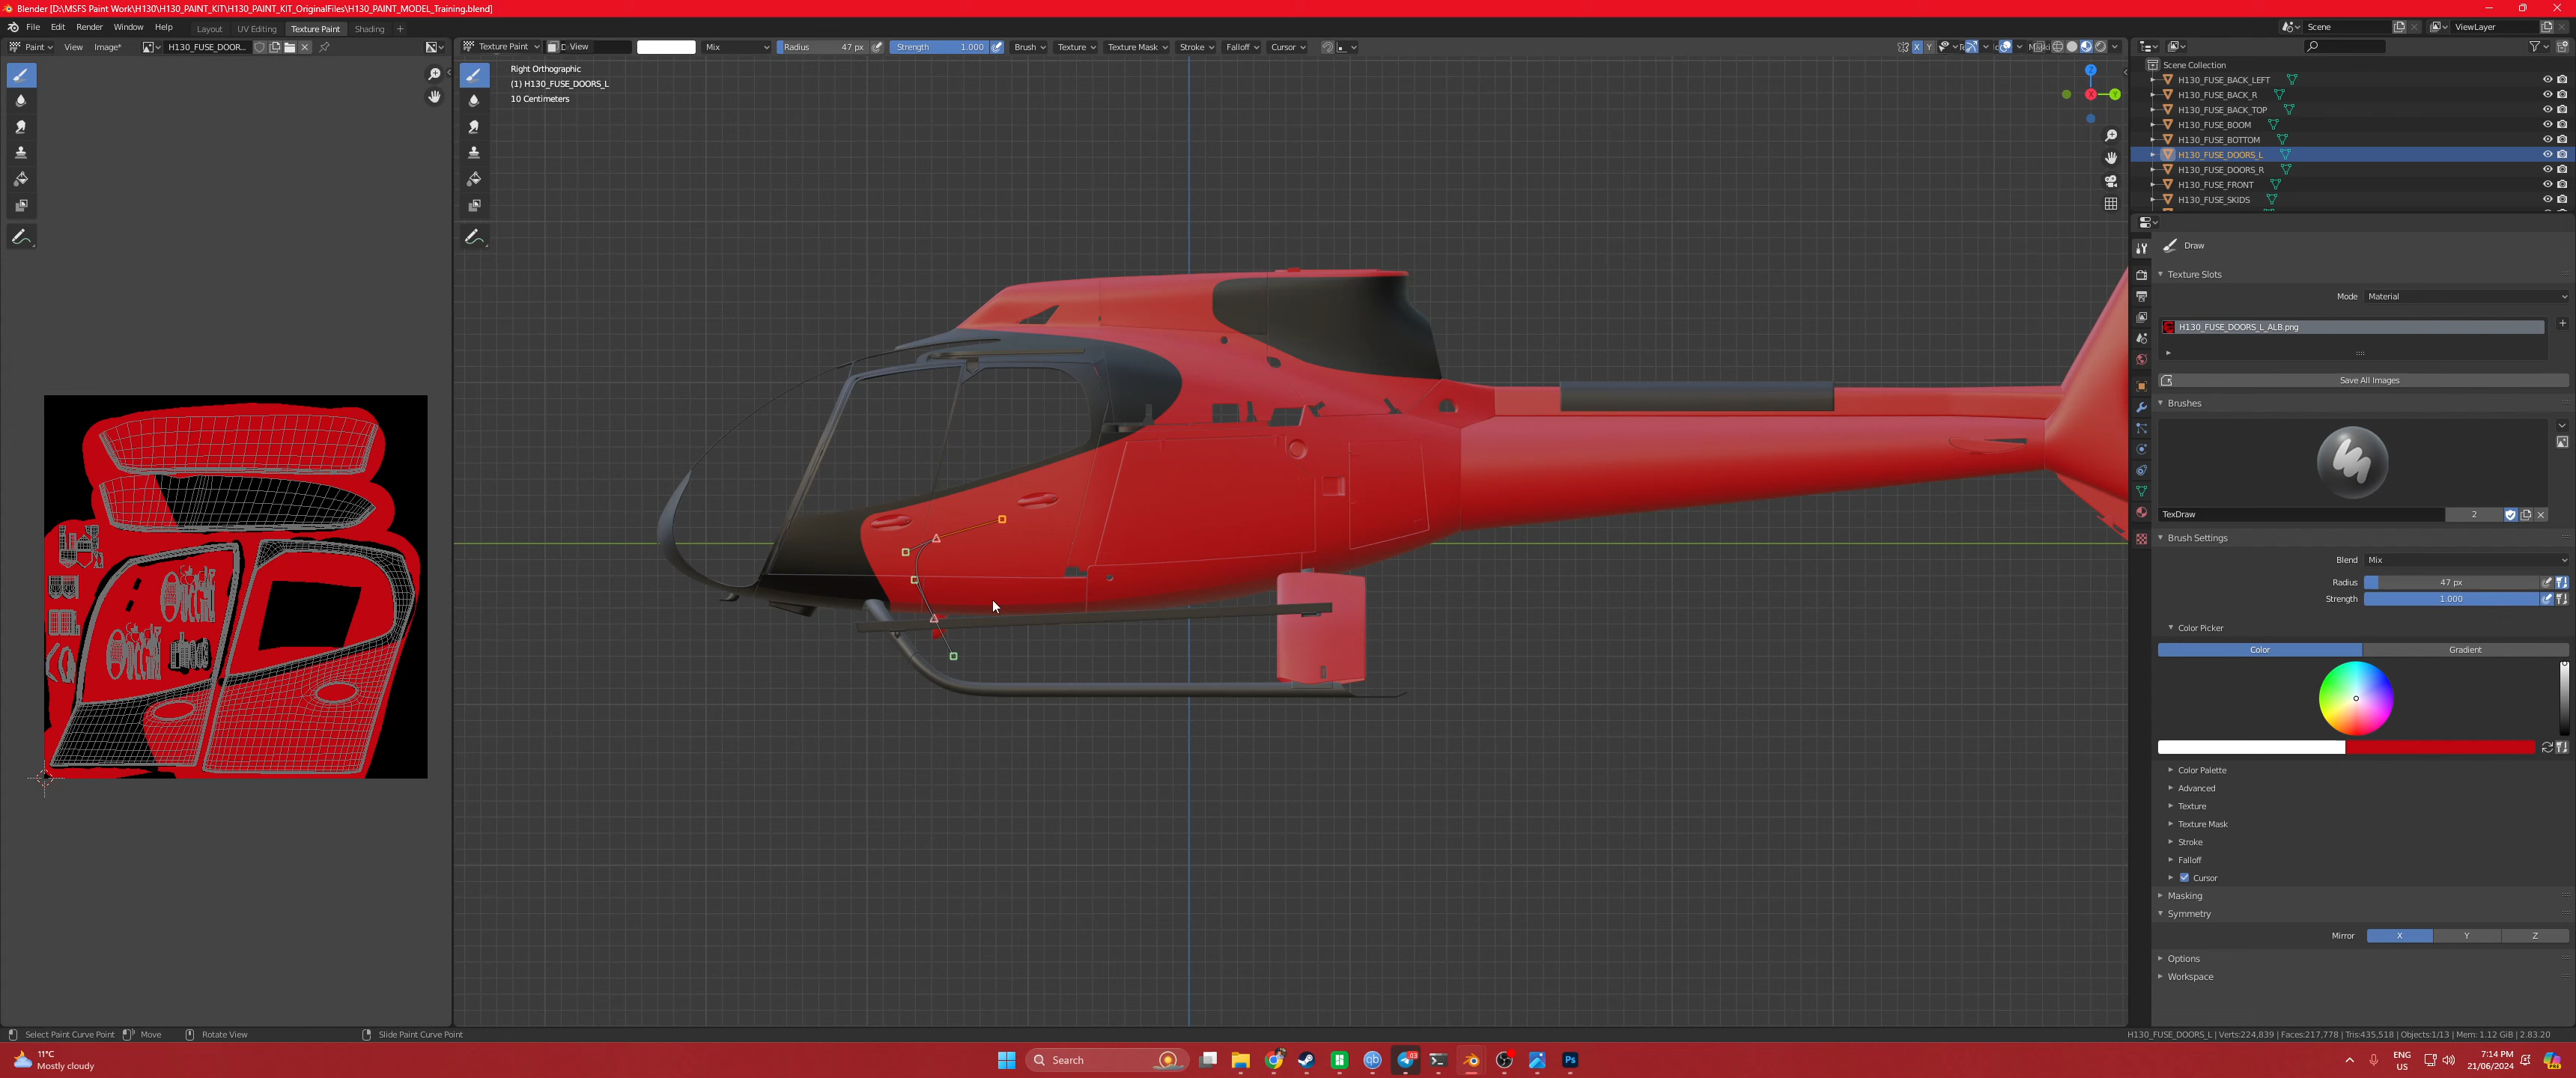 Blender [D:\MSFS Paint Work\H130\H130_PAINT_KIT\H130_PAINT_KIT_OriginalFiles\H130_PAINT_MODEL_Training.blend]
File Edit Render Window Help Layout UV Editing Texture Paint Shading + Scene ViewLayer
Paint View Image* H130_FUSE_DOOR... Texture Paint View Mix Radius 47 px Strength 1.000 Brush Texture Texture Mask Stroke Falloff Cursor X Y
Right Orthographic
(1) H130_FUSE_DOORS_L
10 Centimeters
Z
Y
X
Scene Collection
H130_FUSE_BACK_LEFT
H130_FUSE_BACK_R
H130_FUSE_BACK_TOP
H130_FUSE_BOOM
H130_FUSE_BOTTOM
H130_FUSE_DOORS_L
H130_FUSE_DOORS_R
H130_FUSE_FRONT
H130_FUSE_SKIDS
Draw
Texture Slots
Mode Material
H130_FUSE_DOORS_L_ALB.png
Save All Images
Brushes
TexDraw 2
Brush Settings
Blend Mix
Radius 47 px
Strength 1.000
Color Picker
Color Gradient
Color Palette
Advanced
Texture
Texture Mask
Stroke
Falloff
Cursor
Masking
Symmetry
Mirror X Y Z
Options
Workspace
Select Paint Curve Point Move Rotate View Slide Paint Curve Point H130_FUSE_DOORS_L | Verts:224,839 | Faces:217,778 | Tris:435,518 | Objects:1/13 | Mem: 1.12 GiB | 2.83.20
11°C
Mostly cloudy
Search
03
Ps
ENG
US
7:14 PM
21/06/2024